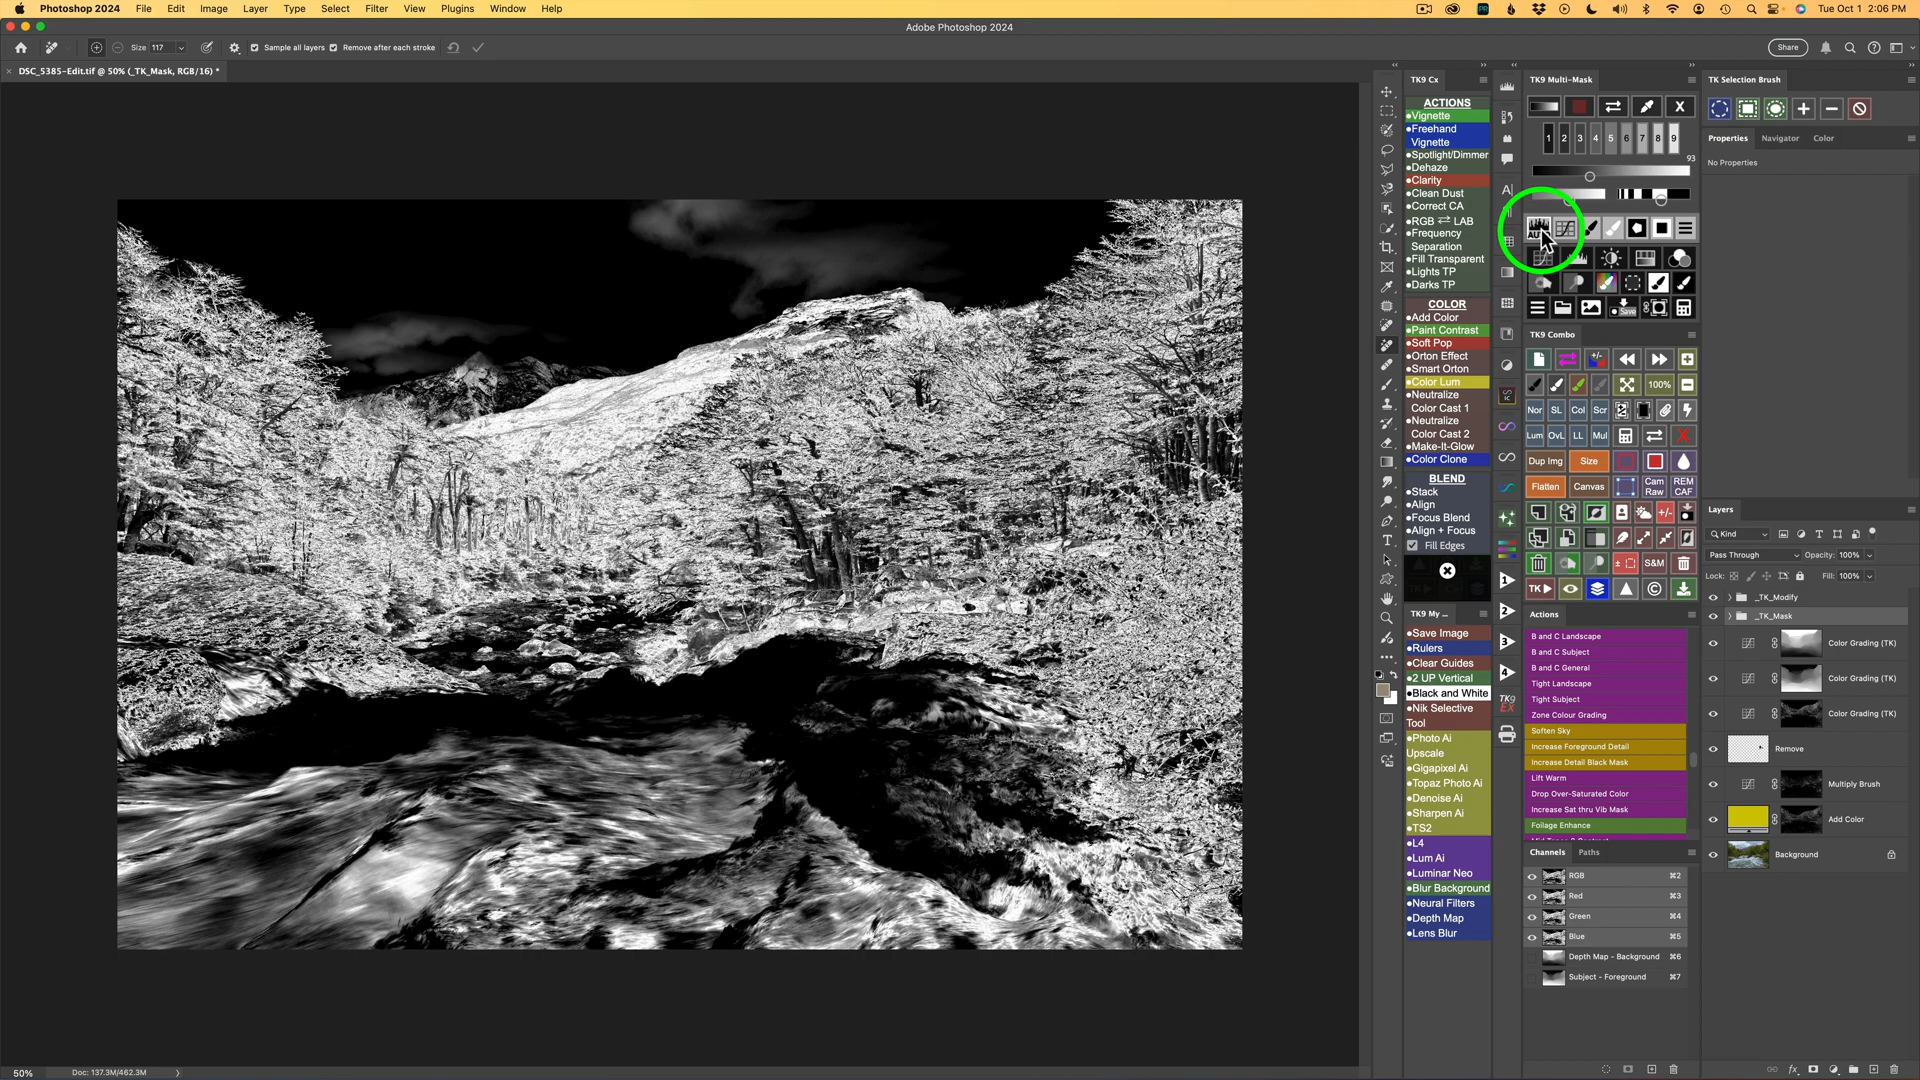 Photoshop 2024 File Edit Image Layer Type Select Filter View Plugins Window Help
Tue Oct 1 2:06 PM
Adobe Photoshop 2024
Size 117 Sample all layers Remove after each stroke
Share
DSC_5385-Edit.tif @ 50% (_TK_Mask, RGB/16) *
TK9 Cx
ACTIONS
Vignette
Freehand
Vignette
Spotlight/Dimmer
Dehaze
Clarity
Clean Dust
Correct CA
RGB ⇄ LAB
Frequency
Separation
Fill Transparent
Lights TP
Darks TP
COLOR
Add Color
Paint Contrast
Soft Pop
Orton Effect
Smart Orton
Color Lum
Neutralize
Color Cast 1
Neutralize
Color Cast 2
Make-It-Glow
Color Clone
BLEND
Stack
Align
Focus Blend
Align + Focus
Fill Edges
TK9 My ...
Save Image
Rulers
Clear Guides
2 UP Vertical
Black and White
Nik Selective
Tool
Photo Ai
Upscale
Gigapixel Ai
Topaz Photo Ai
Denoise Ai
Sharpen Ai
TS2
L4
Lum Ai
Luminar Neo
Blur Background
Neural Filters
Depth Map
Lens Blur
1
2
3
4
TK9
EX
TK9 Multi-Mask
X
1 2 3 4 5 6 7 8 9
93
Save
TK9 Combo
100%
Nor SL Col Scr
Lum OvL LL Mul
Dup Img Size
Flatten Canvas Cam Raw REM CAF
S&M
TK
Actions
B and C Landscape
B and C Subject
B and C General
Tight Landscape
Tight Subject
Zone Colour Grading
Soften Sky
Increase Foreground Detail
Increase Detail Black Mask
Lift Warm
Drop Over-Saturated Color
Increase Sat thru Vib Mask
Foilage Enhance
Channels Paths
RGB ⌘2
Red ⌘3
Green ⌘4
Blue ⌘5
Depth Map - Background ⌘6
Subject - Foreground ⌘7
TK Selection Brush
Properties Navigator Color
No Properties
Layers
Kind
Pass Through Opacity: 100%
Lock: Fill: 100%
_TK_Modify
_TK_Mask
Color Grading (TK)
Color Grading (TK)
Color Grading (TK)
Remove
Multiply Brush
Add Color
Background
50% Doc: 137.3M/462.3M